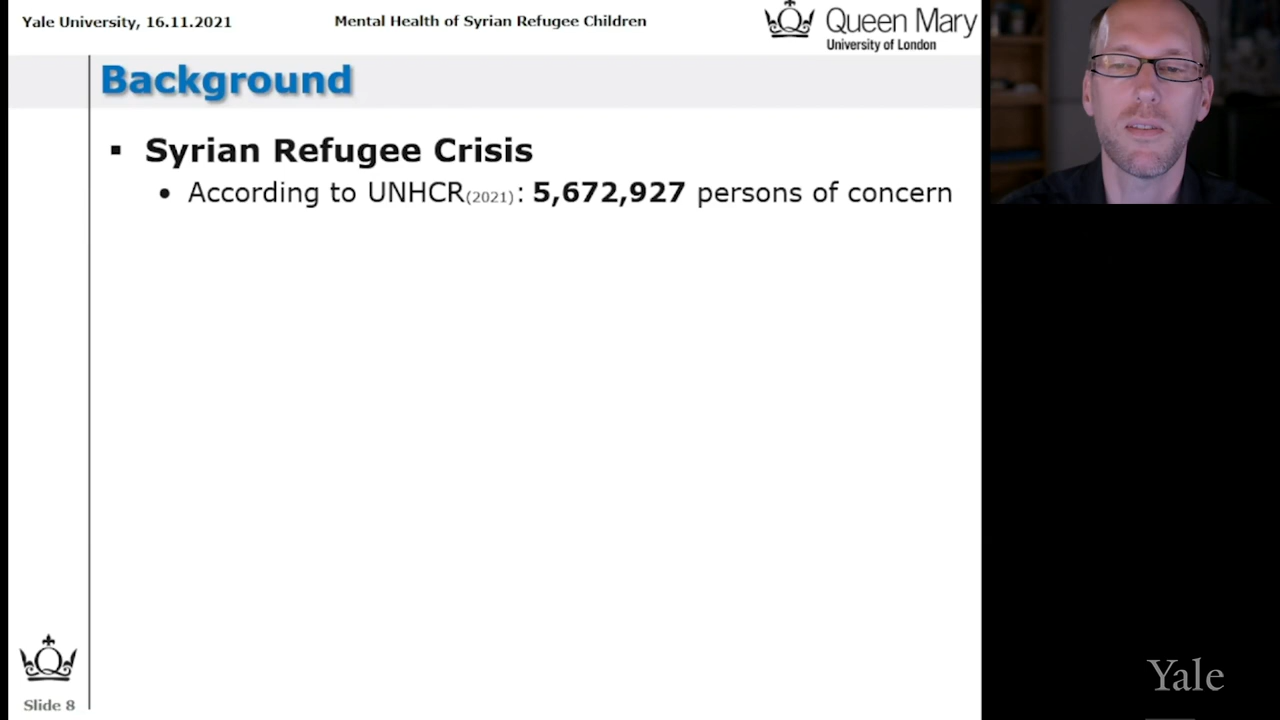 Yale University, 16.11.2021
Mental Health of Syrian Refugee Children
Queen Mary
University of London
Background
▪ Syrian Refugee Crisis
• According to UNHCR(2021): 5,672,927 persons of concern
Slide 8
Yale